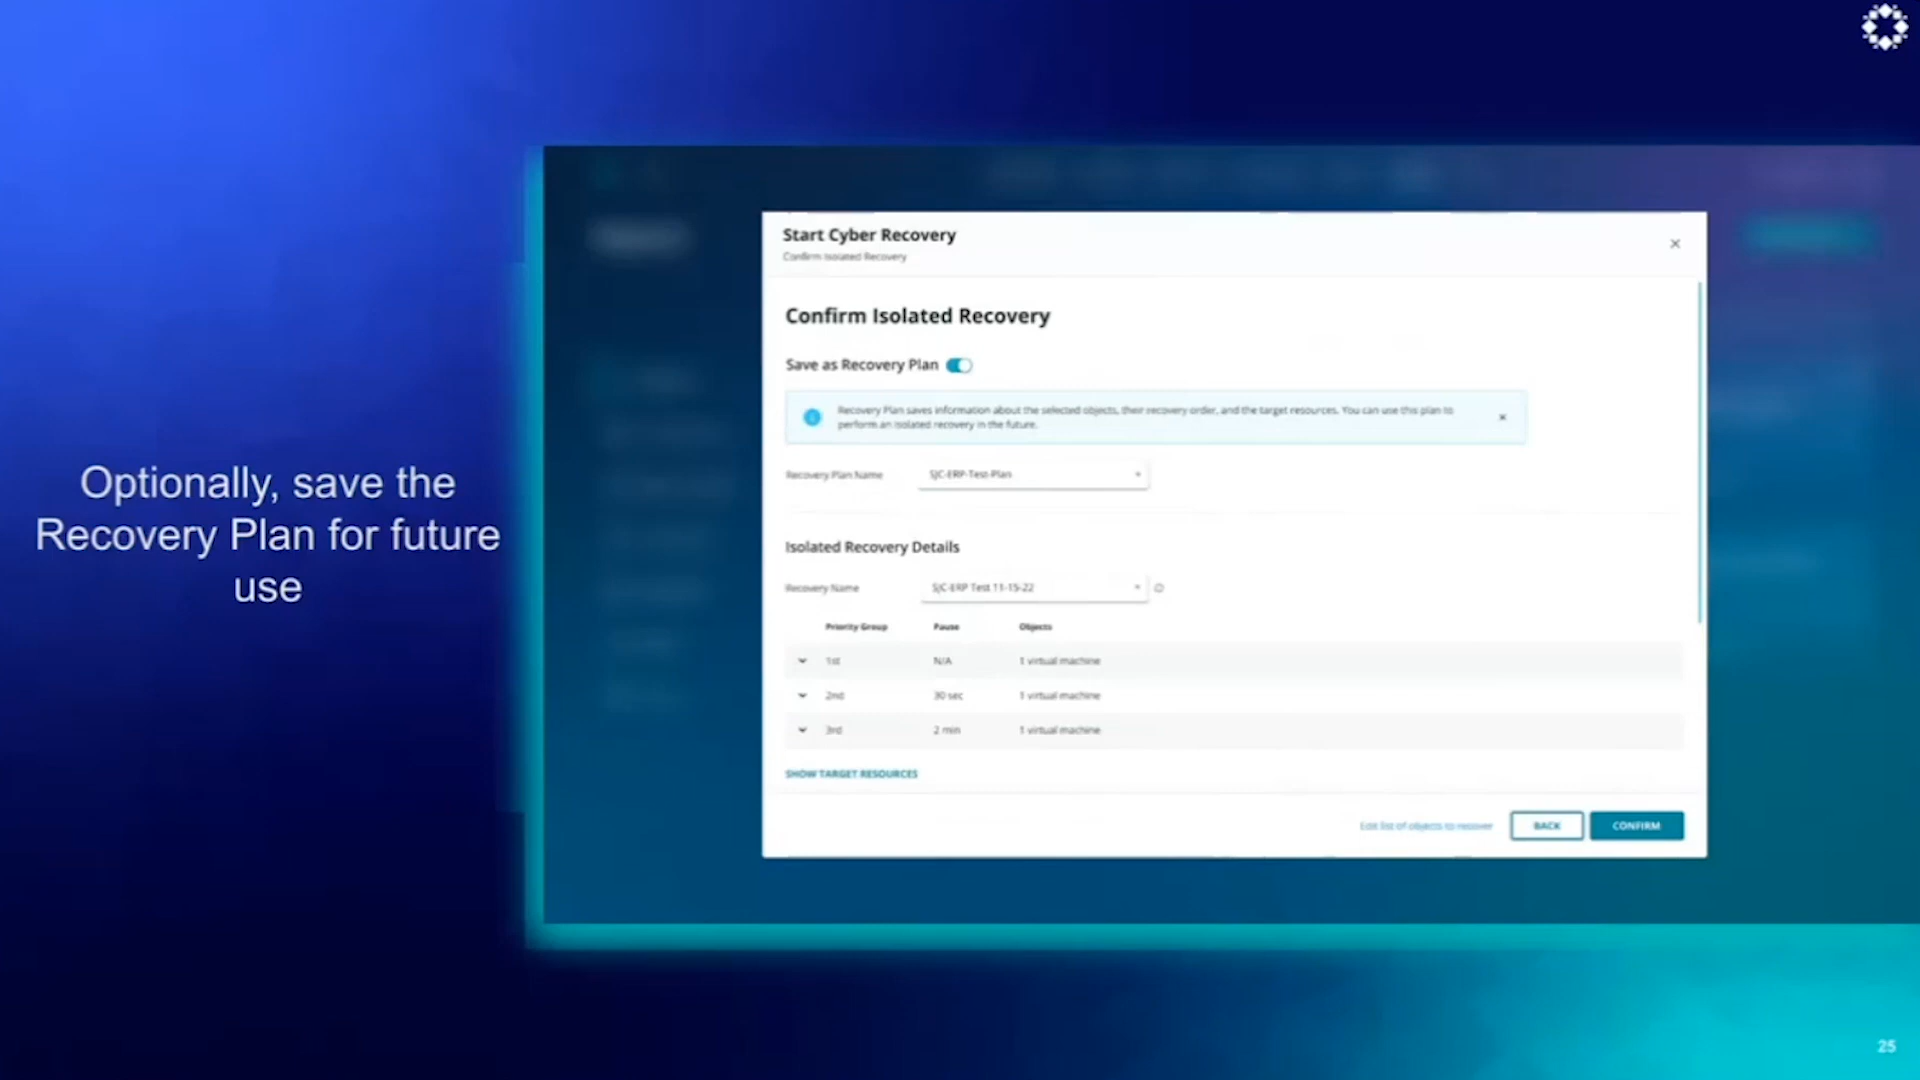 Optionally, save the
Recovery Plan for future
use
Start Cyber Recovery
Confirm Isolated Recovery
Confirm Isolated Recovery
Save as Recovery Plan
Recovery Plan saves information about the selected objects, their recovery order, and the target resources. You can use this plan to
perform an isolated recovery in the future.
Recovery Plan Name SJC-ERP-Test-Plan
Isolated Recovery Details
Recovery Name SJC-ERP Test 11-15-22
Priority Group Pause Objects
1st N/A 1 virtual machine
2nd 30 sec 1 virtual machine
3rd 2 min 1 virtual machine
SHOW TARGET RESOURCES
Edit list of objects to recover BACK CONFIRM
25